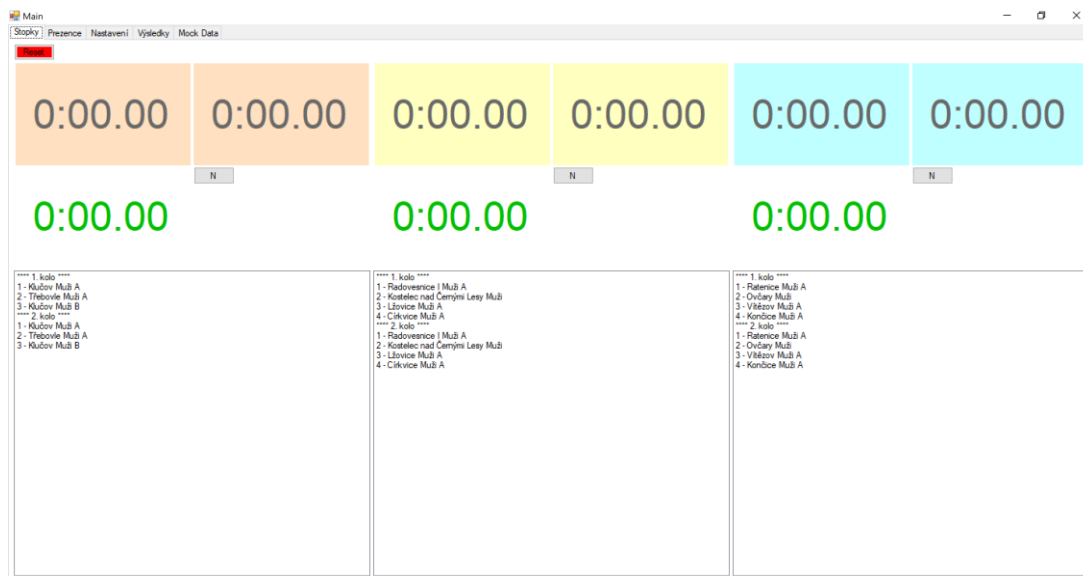 Main
Stopky Prezence Nastavení Výsledky Mock Data
Reset
0:00.00 0:00.00 0:00.00 0:00.00 0:00.00 0:00.00
N N N
0:00.00 0:00.00 0:00.00
**** 1. kolo ****
1 - Klučov Muži A
2 - Třebovle Muži A
3 - Klučov Muži B
**** 2. kolo ****
1 - Klučov Muži A
2 - Třebovle Muži A
3 - Klučov Muži B
**** 1. kolo ****
1 - Radovesnice I Muži A
2 - Kostelec nad Černými Lesy Muži
3 - Lžovice Muži A
4 - Církvice Muži A
**** 2. kolo ****
1 - Radovesnice I Muži A
2 - Kostelec nad Černými Lesy Muži
3 - Lžovice Muži A
4 - Církvice Muži A
**** 1. kolo ****
1 - Ratenice Muži A
2 - Ovčary Muži
3 - Vítězov Muži A
4 - Končice Muži A
**** 2. kolo ****
1 - Ratenice Muži A
2 - Ovčary Muži
3 - Vítězov Muži A
4 - Končice Muži A